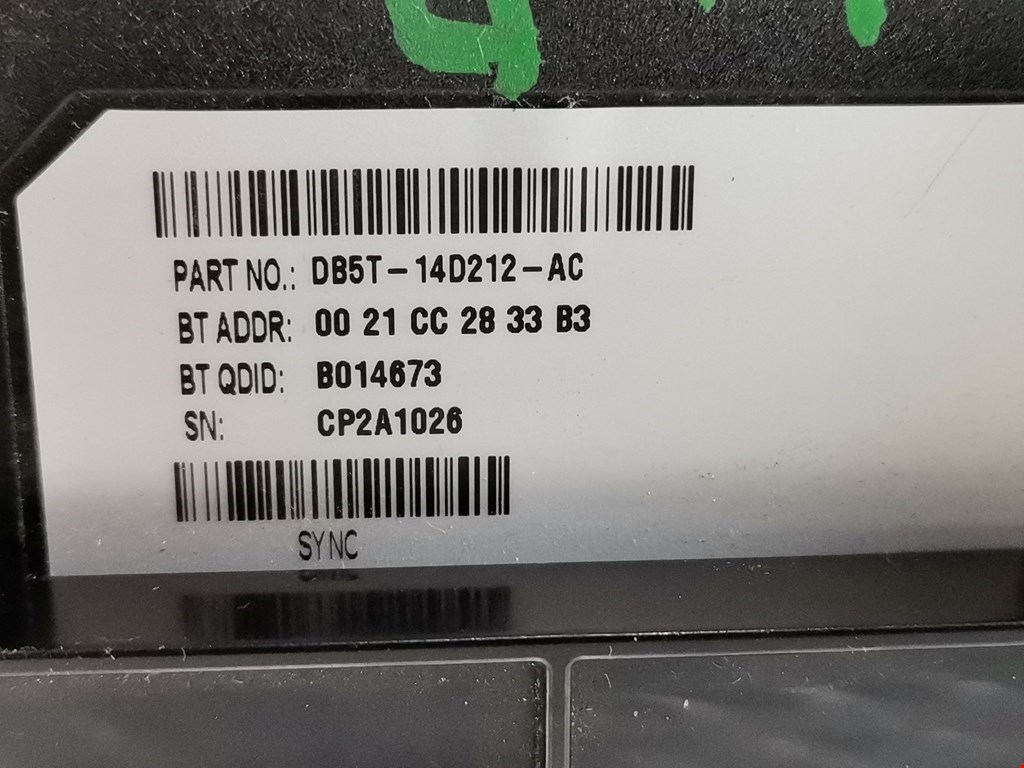 PART NO.: DB5T-14D212-AC
BT ADDR: 00 21 CC 28 33 B3
BT QDID: B014673
SN: CP2A1026
SYNC